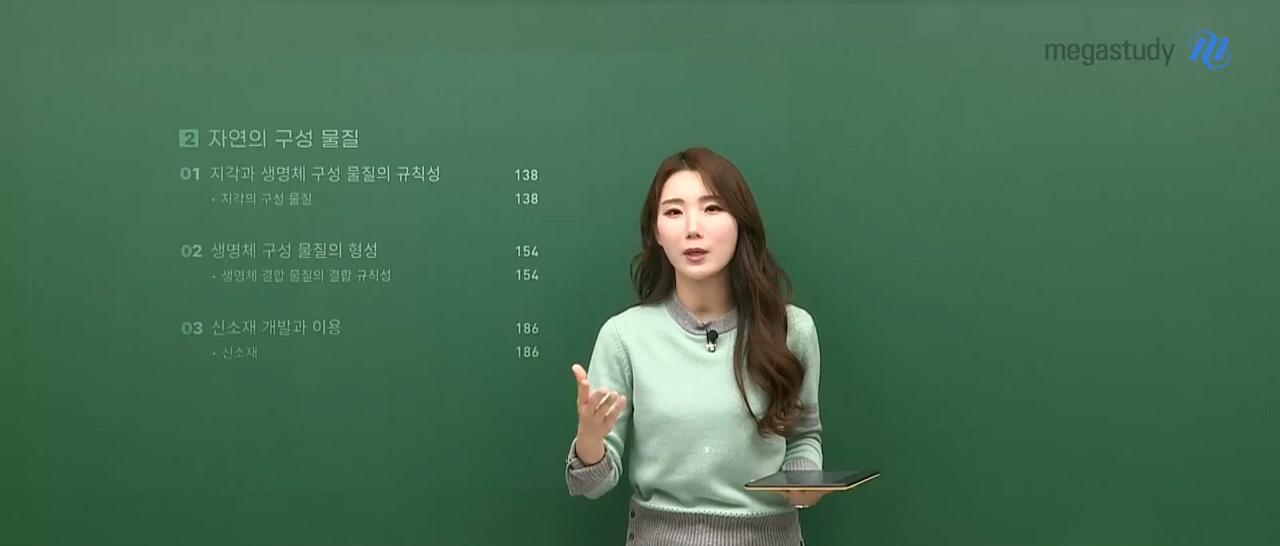 megastudy
2 자연의 구성 물질
01 지각과 생명체 구성 물질의 규칙성 138
· 지각의 구성 물질 138
02 생명체 구성 물질의 형성 154
· 생명체 결합 물질의 결합 규칙성 154
03 신소재 개발과 이용 186
· 신소재 186